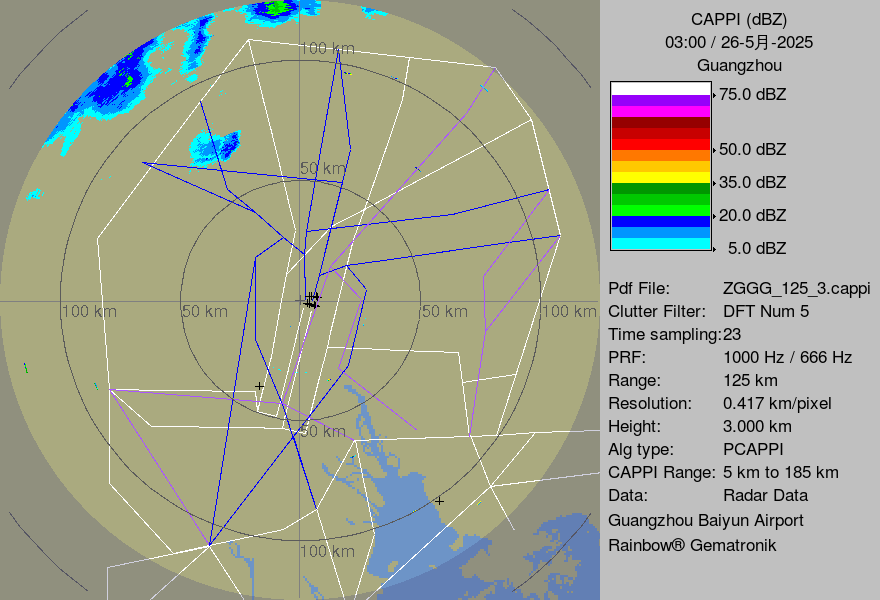 CAPPI (dBZ)
03:00 / 26-5月-2025
Guangzhou
75.0 dBZ
50.0 dBZ
35.0 dBZ
20.0 dBZ
5.0 dBZ
Pdf File: ZGGG_125_3.cappi
Clutter Filter: DFT Num 5
Time sampling:23
PRF: 1000 Hz / 666 Hz
Range: 125 km
Resolution: 0.417 km/pixel
Height: 3.000 km
Alg type: PCAPPI
CAPPI Range: 5 km to 185 km
Data: Radar Data
Guangzhou Baiyun Airport
Rainbow® Gematronik
100 km
50 km
100 km
50 km
50 km
100 km
50 km
100 km